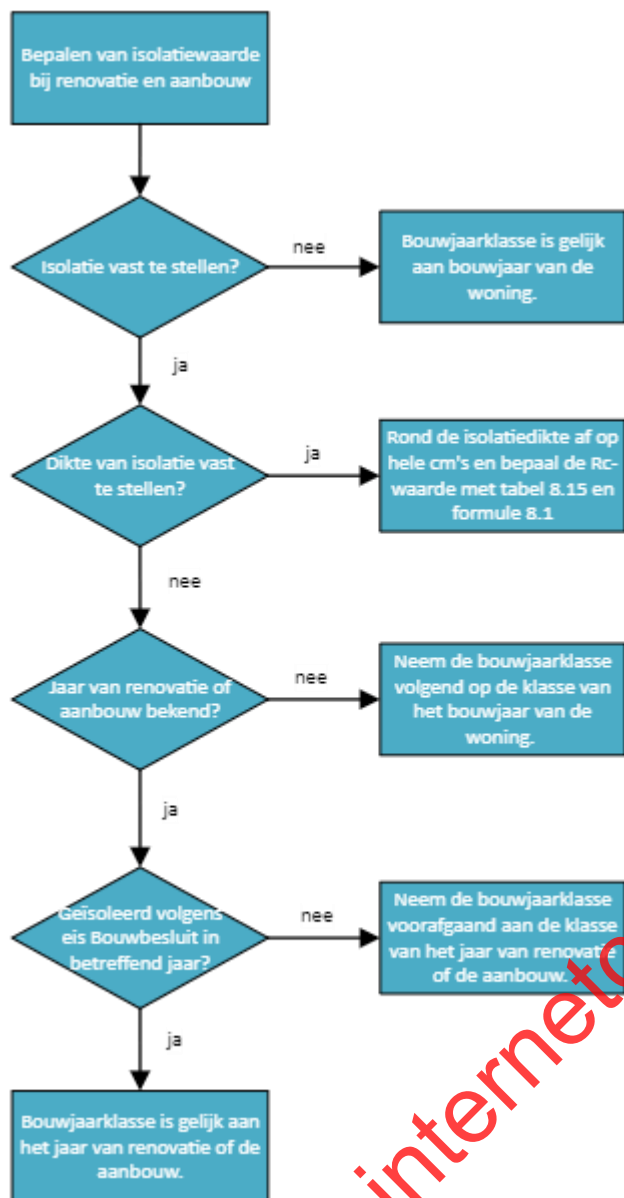 Bepalen van isolatiewaarde
bij renovatie en aanbouw
Isolatie vast te stellen?
nee
Bouwjaarklasse is gelijk
aan bouwjaar van de
woning.
ja
Dikte van isolatie vast
te stellen?
ja
Rond de isolatiedikte af op
hele cm's en bepaal de Rc-
waarde met tabel 8.15 en
formule 8.1
nee
Jaar van renovatie of
aanbouw bekend?
nee
Neem de bouwjaarklasse
volgend op de klasse van
het bouwjaar van de
woning.
ja
Geïsoleerd volgens
eis Bouwbesluit in
betreffend jaar?
nee
Neem de bouwjaarklasse
voorafgaand aan de klasse
van het jaar van renovatie
of de aanbouw.
ja
Bouwjaarklasse is gelijk aan
het jaar van renovatie of de
aanbouw.